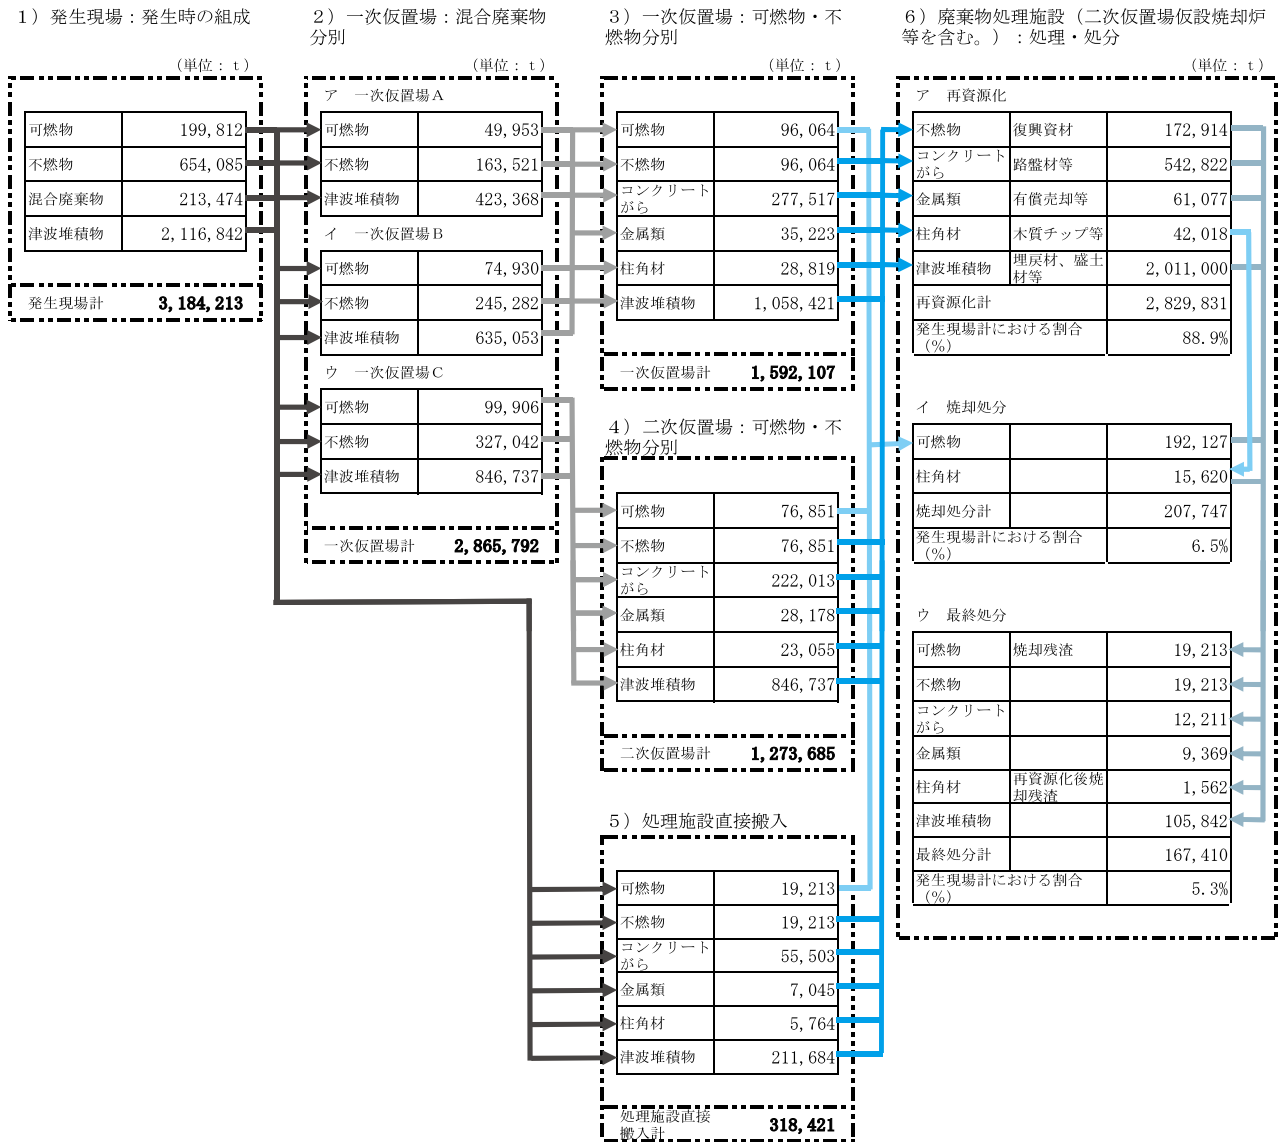 １）発生現場：発生時の組成
（単位：ｔ）
可燃物 199,812
不燃物 654,085
混合廃棄物 213,474
津波堆積物 2,116,842
発生現場計 3,184,213
２）一次仮置場：混合廃棄物
分別
（単位：ｔ）
ア　一次仮置場Ａ
可燃物 49,953
不燃物 163,521
津波堆積物 423,368
イ　一次仮置場Ｂ
可燃物 74,930
不燃物 245,282
津波堆積物 635,053
ウ　一次仮置場Ｃ
可燃物 99,906
不燃物 327,042
津波堆積物 846,737
一次仮置場計 2,865,792
３）一次仮置場：可燃物・不
燃物分別
（単位：ｔ）
可燃物 96,064
不燃物 96,064
コンクリート
がら 277,517
金属類 35,223
柱角材 28,819
津波堆積物 1,058,421
一次仮置場計 1,592,107
４）二次仮置場：可燃物・不
燃物分別
可燃物 76,851
不燃物 76,851
コンクリート
がら 222,013
金属類 28,178
柱角材 23,055
津波堆積物 846,737
二次仮置場計 1,273,685
５）処理施設直接搬入
可燃物 19,213
不燃物 19,213
コンクリート
がら 55,503
金属類 7,045
柱角材 5,764
津波堆積物 211,684
処理施設直接
搬入計 318,421
６）廃棄物処理施設（二次仮置場仮設焼却炉
等を含む。）：処理・処分
（単位：ｔ）
ア　再資源化
不燃物 復興資材 172,914
コンクリート
がら 路盤材等 542,822
金属類 有償売却等 61,077
柱角材 木質チップ等 42,018
津波堆積物 埋戻材、盛土
材等 2,011,000
再資源化計 2,829,831
発生現場計における割合
（%） 88.9%
イ　焼却処分
可燃物 192,127
柱角材 15,620
焼却処分計 207,747
発生現場計における割合
（%） 6.5%
ウ　最終処分
可燃物 焼却残渣 19,213
不燃物 19,213
コンクリート
がら 12,211
金属類 9,369
柱角材 再資源化後焼
却残渣 1,562
津波堆積物 105,842
最終処分計 167,410
発生現場計における割合
（%） 5.3%